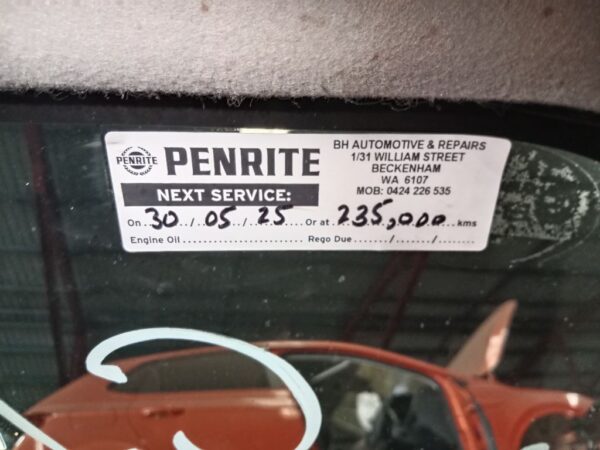 PENRITE
PENRITE
NEXT SERVICE:
BH AUTOMOTIVE & REPAIRS
1/31 WILLIAM STREET
BECKENHAM
WA 6107
MOB: 0424 226 535
On 30 / 05 / 25 Or at 235,000 kms
Engine Oil .......................... Rego Due ........../........../..........